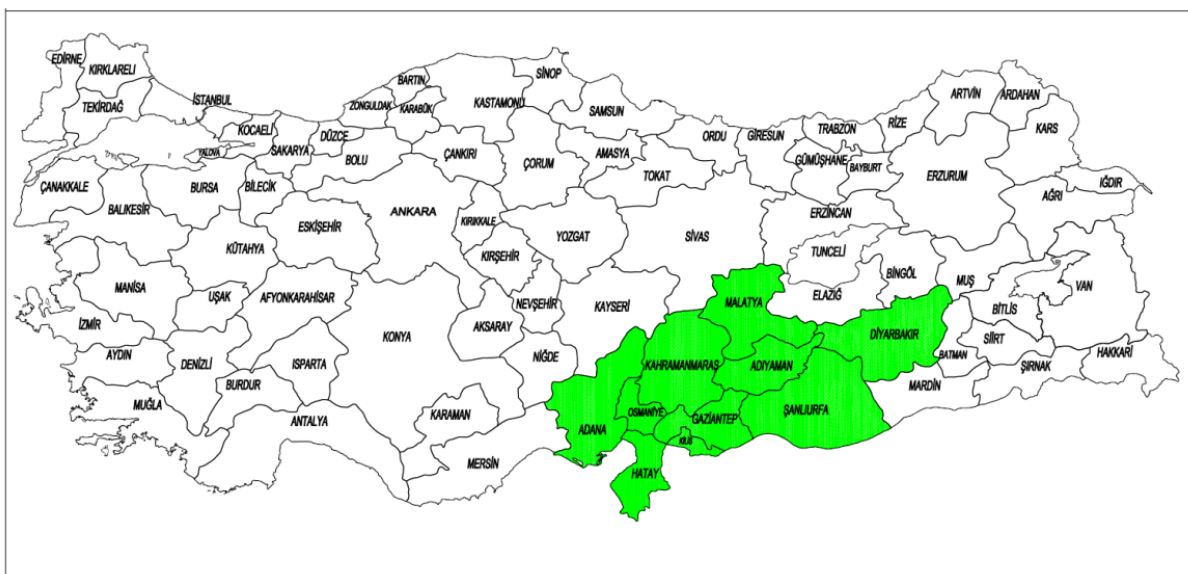 EDİRNE
KIRKLARELİ
TEKİRDAĞ
İSTANBUL
KOCAELİ
YALOVA
SAKARYA
DÜZCE
BOLU
ZONGULDAK
BARTIN
KARABÜK
KASTAMONU
SİNOP
SAMSUN
ÇANKIRI
ÇORUM
AMASYA
TOKAT
ORDU
GİRESUN
TRABZON
GÜMÜŞHANE
BAYBURT
RİZE
ARTVİN
ARDAHAN
KARS
IĞDIR
AĞRI
ERZURUM
ERZİNCAN
ÇANAKKALE
BALIKESİR
BURSA
BİLECİK
ESKİŞEHİR
ANKARA
KIRIKKALE
KIRŞEHİR
YOZGAT
SİVAS
TUNCELİ
BİNGÖL
ELAZIĞ
MUŞ
BİTLİS
VAN
KÜTAHYA
MANİSA
UŞAK
AFYONKARAHİSAR
İZMİR
AYDIN
DENİZLİ
ISPARTA
BURDUR
MUĞLA
ANTALYA
KONYA
AKSARAY
NEVŞEHİR
NİĞDE
KAYSERİ
KARAMAN
MERSİN
ADANA
OSMANİYE
HATAY
KAHRAMANMARAŞ
MALATYA
ADIYAMAN
GAZİANTEP
KİLİS
ŞANLIURFA
DİYARBAKIR
BATMAN
MARDİN
SİİRT
ŞIRNAK
HAKKARİ